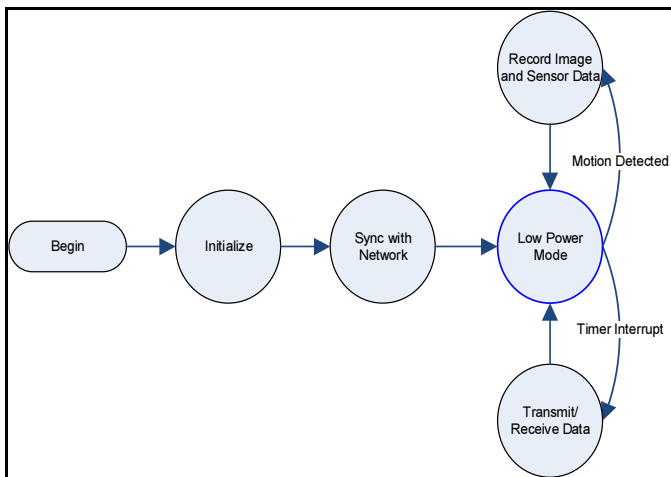 Record Image
and Sensor Data
Motion Detected
Begin
Initialize
Sync with
Network
Low Power
Mode
Timer Interrupt
Transmit/
Receive Data